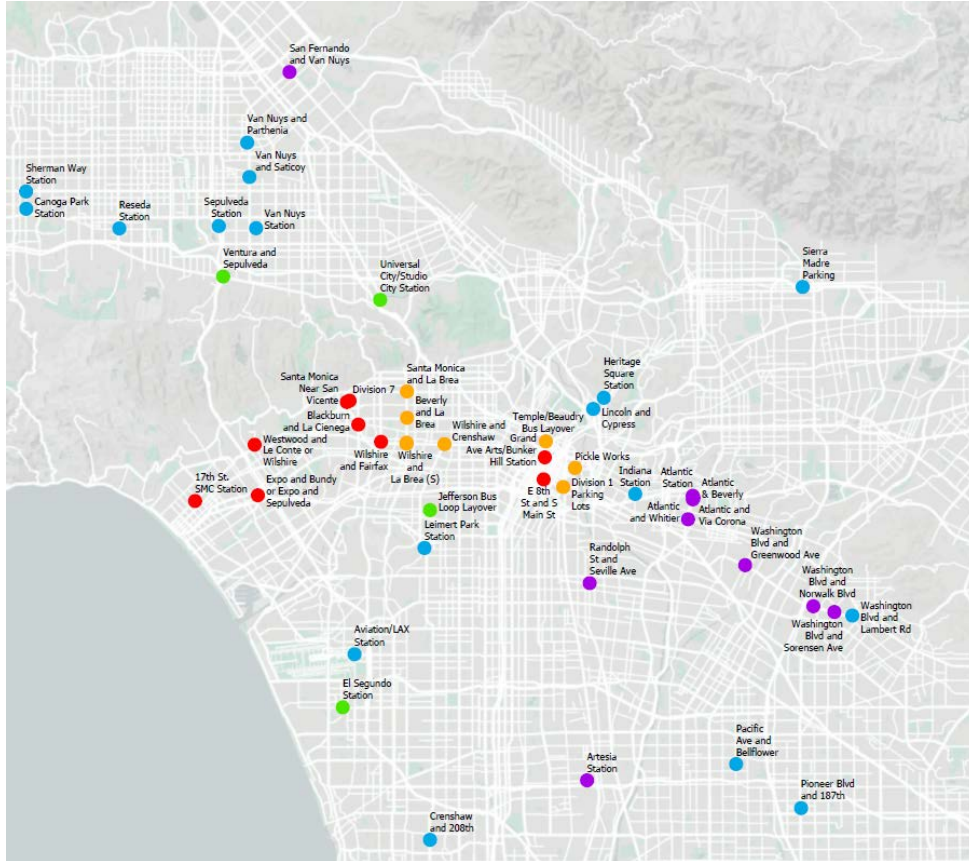 San Fernando
and Van Nuys
Van Nuys and
Parthenia
Van Nuys
and Saticoy
Sherman Way
Station
Canoga Park
Station
Reseda
Station
Sepulveda
Station
Van Nuys
Station
Ventura and
Sepulveda
Universal
City/Studio
City Station
Sierra
Madre
Parking
Santa Monica
Near San
Vicente
Division 7
Santa Monica
and La Brea
Blackburn
and La Cienega
Beverly
and La
Brea
Heritage
Square
Station
Lincoln and
Cypress
Temple/Beaudry
Bus Layover
Wilshire and
Crenshaw
Grand
Ave Arts/Bunker
Hill Station
Westwood and
Le Conte or
Wilshire
Wilshire
and Fairfax
Wilshire
and
La Brea (S)
Pickle Works
17th St.
SMC Station
Expo and Bundy
or Expo and
Sepulveda
Indiana
Station
Atlantic
Station
Atlantic
& Beverly
E 8th
St and S
Main St
Division 1
Parking
Lots
Jefferson Bus
Loop Layover
Atlantic
and Whitier
Atlantic and
Via Corona
Leimert Park
Station
Washington
Blvd and
Greenwood Ave
Randolph
St and
Seville Ave
Washington
Blvd and
Norwalk Blvd
Washington
Blvd and
Lambert Rd
Washington
Blvd and
Sorensen Ave
Aviation/LAX
Station
El Segundo
Station
Pacific
Ave and
Bellflower
Artesia
Station
Pioneer Blvd
and 187th
Crenshaw
and 208th